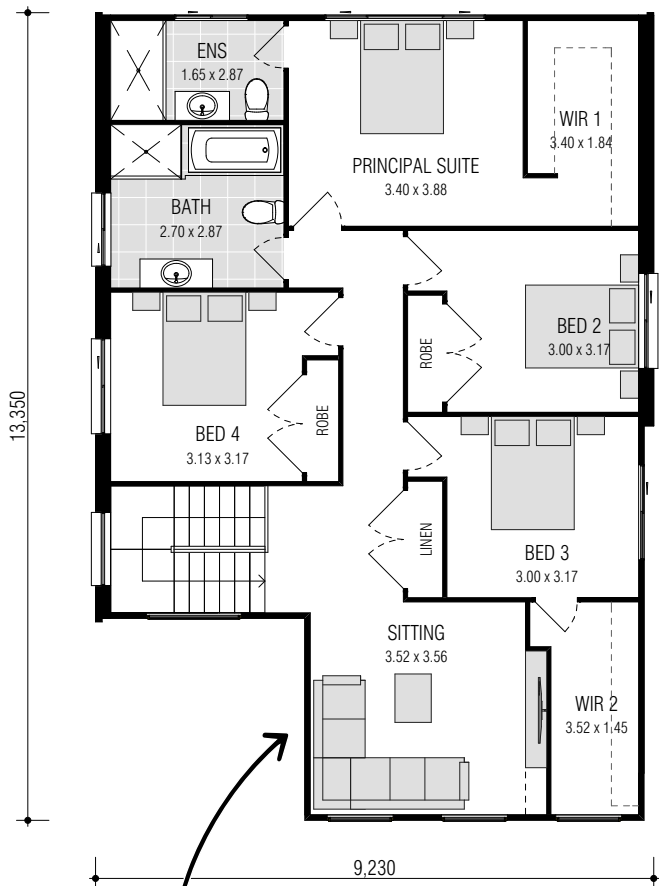 ENS
1.65 x 2.87
WIR 1
3.40 x 1.84
PRINCIPAL SUITE
3.40 x 3.88
BATH
2.70 x 2.87
BED 2
3.00 x 3.17
ROBE
13,350
BED 4
3.13 x 3.17
ROBE
LINEN
BED 3
3.00 x 3.17
SITTING
3.52 x 3.56
WIR 2
3.52 x 1.45
9,230